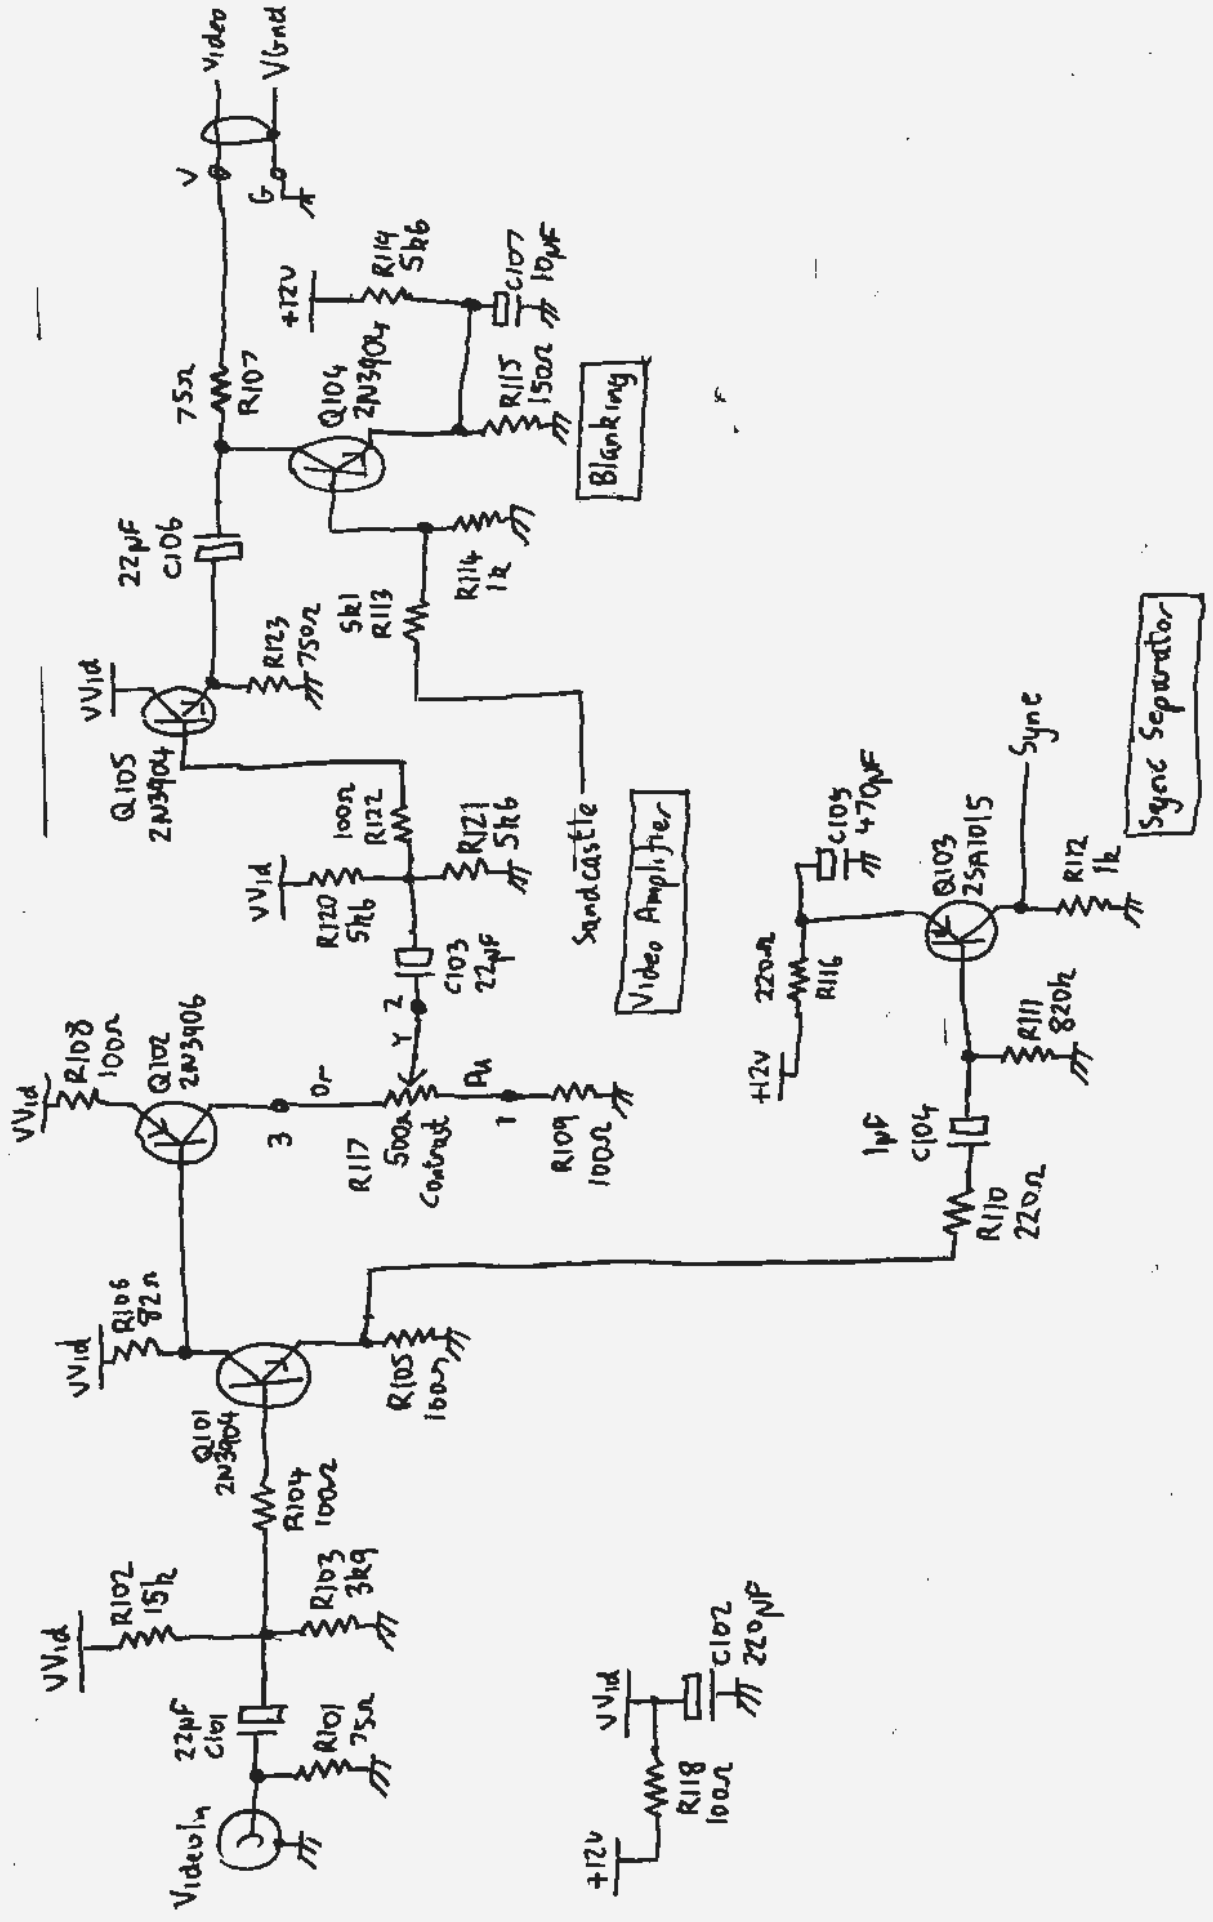 VideoIn
22µF
C101
R101
75Ω
VVid
R102
15k
R103
3k9
R104
100Ω
Q101
2N3904
VVid
R106
82Ω
R105
VVid
R108
100Ω
Q102
2N3906
3
Or
R117
500Ω
Contrast
Y
2
Au
1
R109
100Ω
C103
22µF
VVid
R120
5k6
R121
5k6
100Ω
R122
Q105
2N3904
VVid
R123
750Ω
22µF
C106
75Ω
R107
V
G
Video
VGnd
Sandcastle
5k1
R113
R114
1k
Q104
2N3904
+12V
R119
5k6
C107
10µF
R115
150Ω
Blanking
Video Amplifier
+12V
R118
100Ω
VVid
C102
220µF
R110
220Ω
1µF
C104
R111
820k
+12V
220Ω
R116
C105
470µF
Q103
2SA1015
R112
1k
Sync
Sync Separator